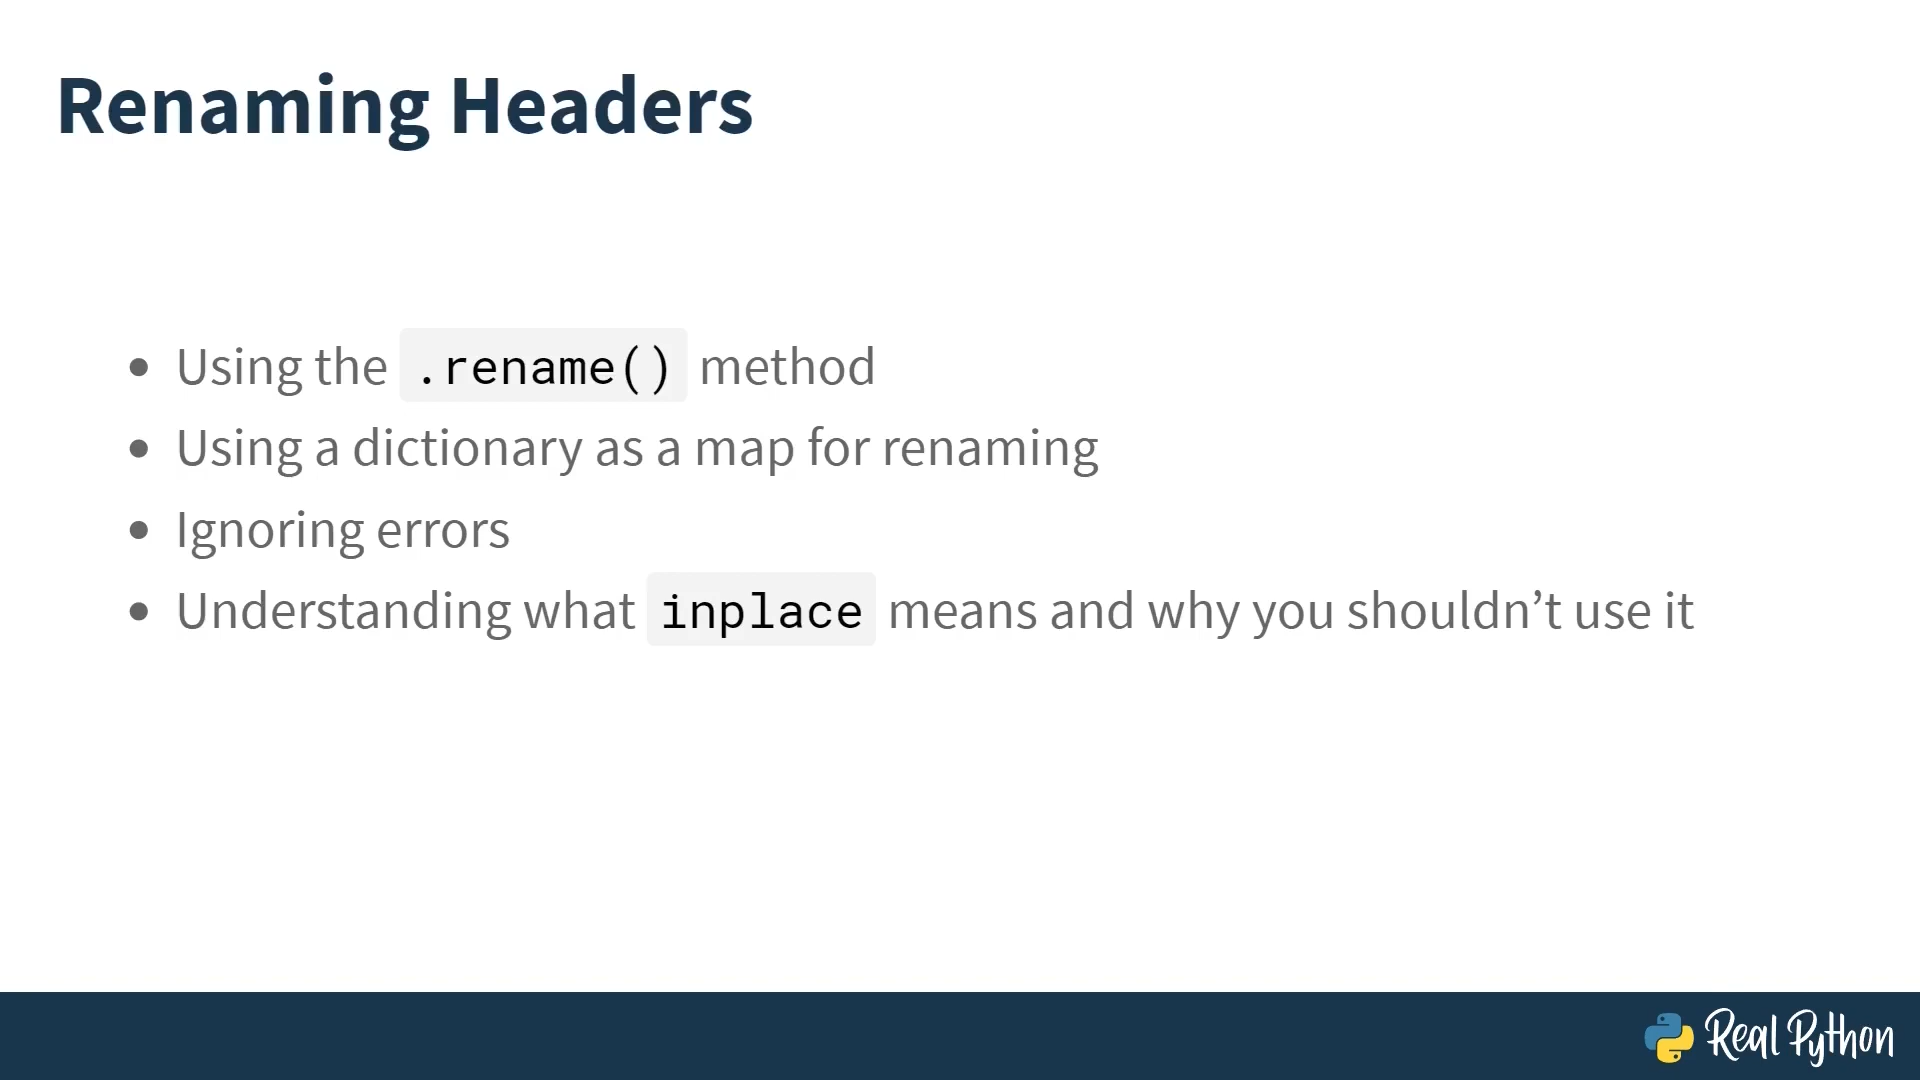 Renaming Headers
• Using the .rename() method
• Using a dictionary as a map for renaming
• Ignoring errors
• Understanding what inplace means and why you shouldn’t use it
Real Python